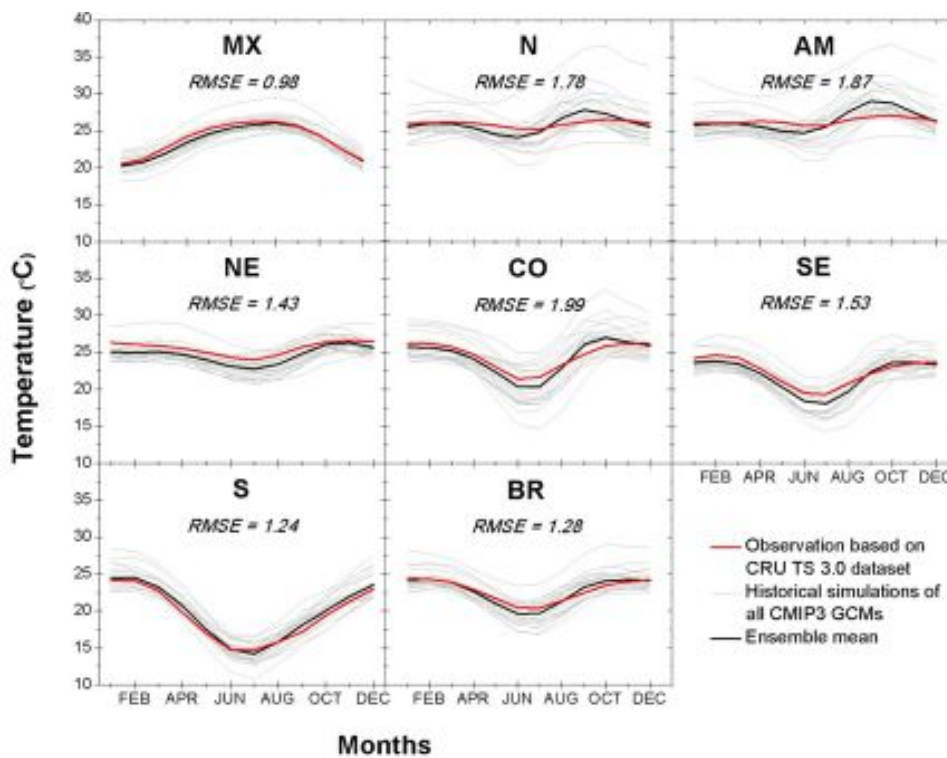 40
35
30
25
20
15
10
MX
RMSE = 0.98
N
RMSE = 1.78
AM
RMSE = 1.87
35
30
25
20
15
10
NE
RMSE = 1.43
CO
RMSE = 1.99
SE
RMSE = 1.53
FEB APR JUN AUG OCT DEC
25
20
15
10
S
RMSE = 1.24
BR
RMSE = 1.28
FEB APR JUN AUG OCT DEC
FEB APR JUN AUG OCT DEC
Observation based on
CRU TS 3.0 dataset
Historical simulations of
all CMIP3 GCMs
Ensemble mean
Temperature (°C)
Months